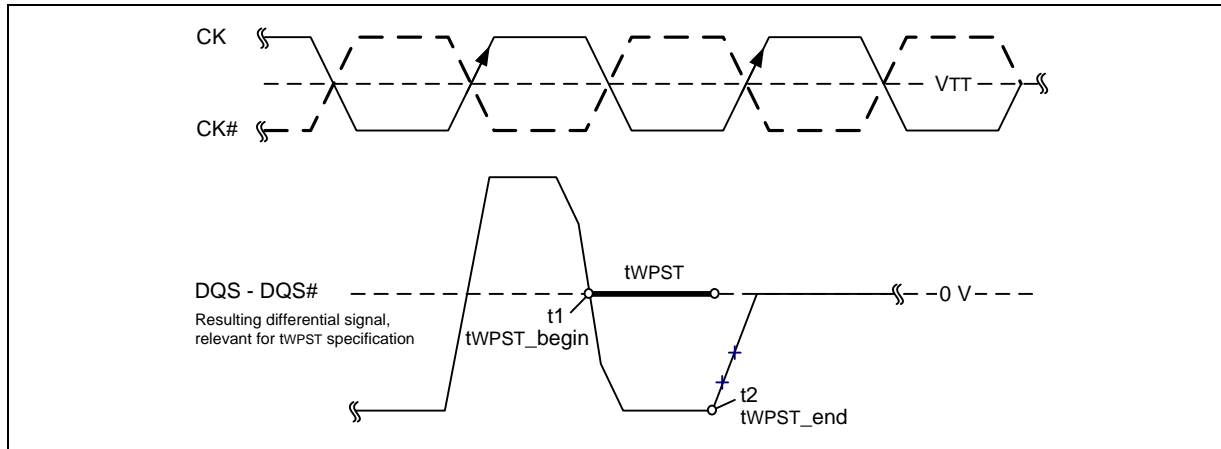 CK
VTT
CK#
tWPST
DQS - DQS#
0 V
Resulting differential signal,
relevant for tWPST specification
t1
tWPST_begin
t2
tWPST_end